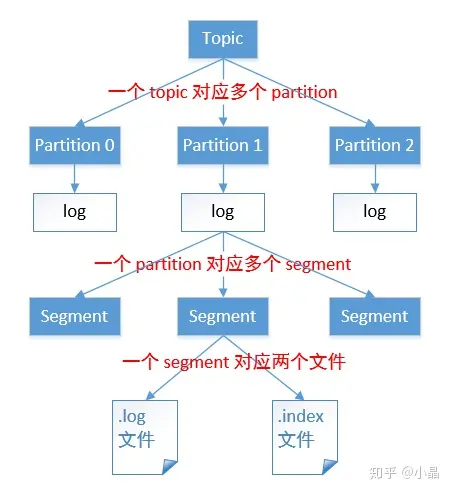 Topic
一个 topic 对应多个 partition
Partition 0
Partition 1
Partition 2
log
log
log
一个 partition 对应多个 segment
Segment
Segment
Segment
一个 segment 对应两个文件
.log
文件
.index
文件
知乎 @小晶